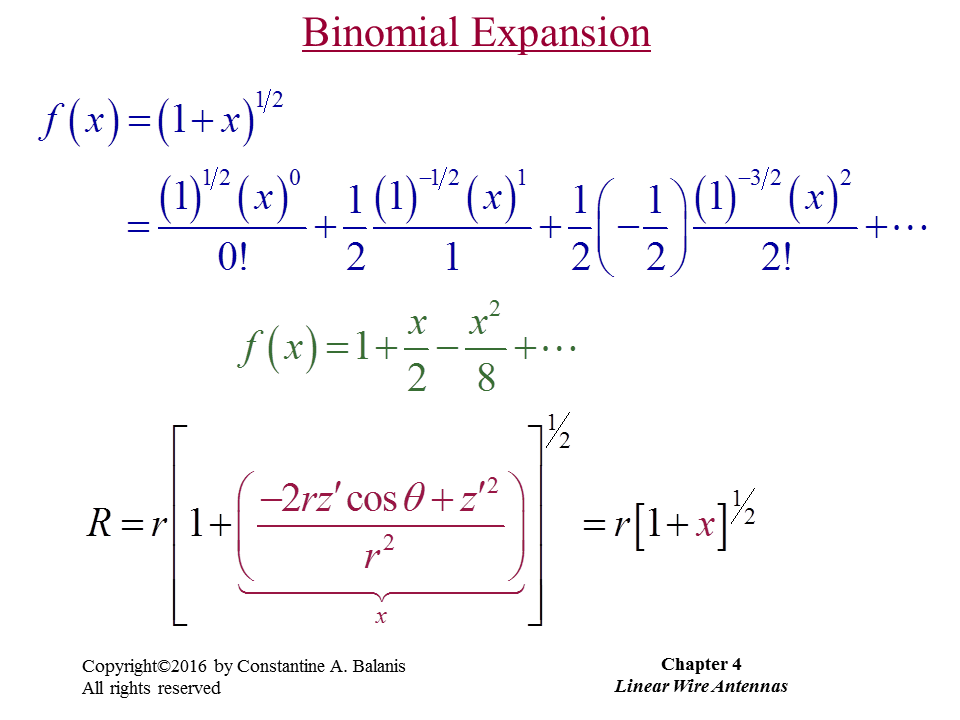 Binomial Expansion
f(x) = (1 + x)^{1/2}
= \frac{(1)^{1/2}(x)^0}{0!} + \frac{1}{2}\frac{(1)^{-1/2}(x)^1}{1} + \frac{1}{2}\left(-\frac{1}{2}\right)\frac{(1)^{-3/2}(x)^2}{2!} + \cdots
f(x) = 1 + \frac{x}{2} - \frac{x^2}{8} + \cdots
R = r\left[1 + \underbrace{\left(\frac{-2rz'\cos\theta + z'^2}{r^2}\right)}_{x}\right]^{1/2} = r[1 + x]^{1/2}
Copyright©2016 by Constantine A. Balanis
All rights reserved
Chapter 4
Linear Wire Antennas